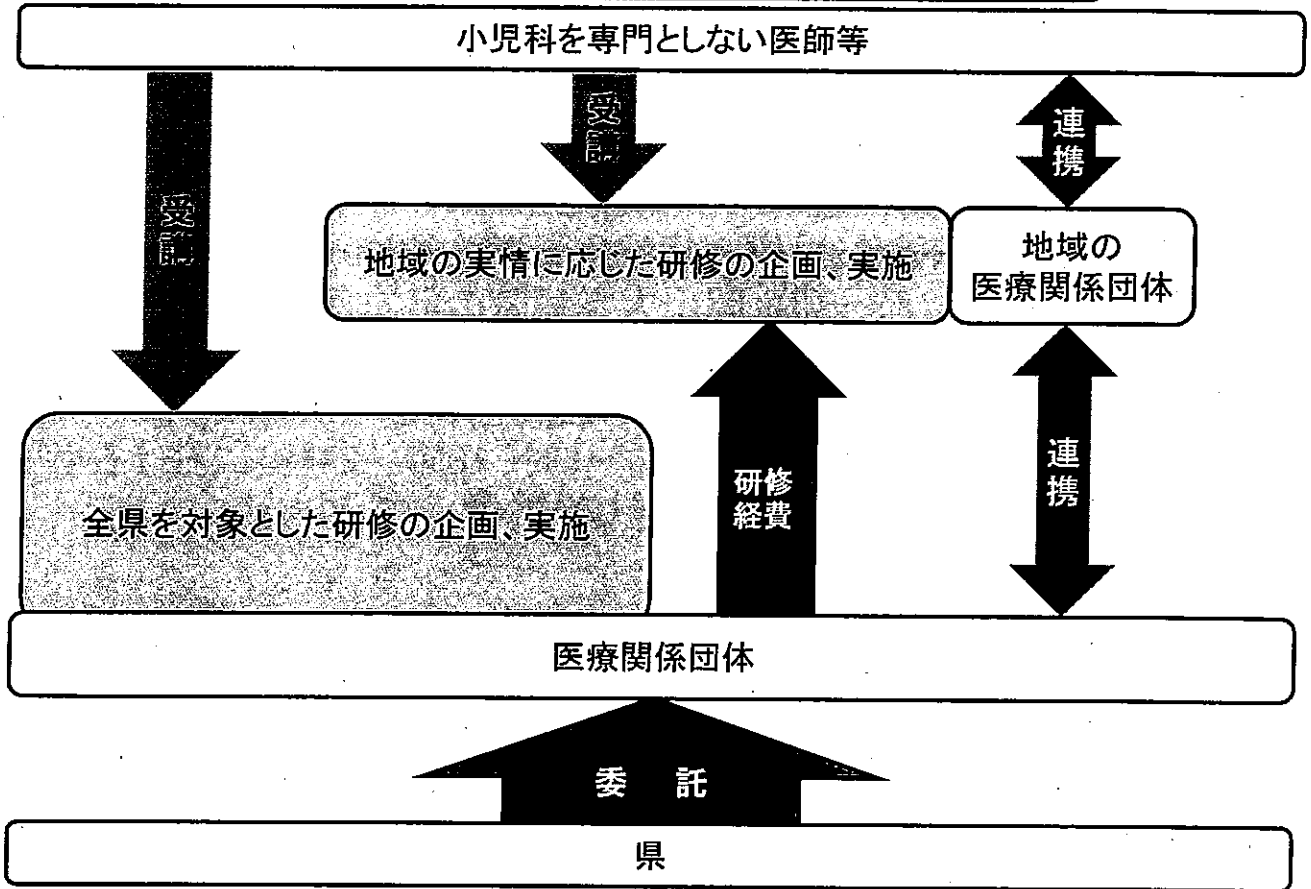 小児科を専門としない医師等
受講
受講
連携
地域の実情に応じた研修の企画、実施
地域の
医療関係団体
全県を対象とした研修の企画、実施
研修
経費
連携
医療関係団体
委 託
県